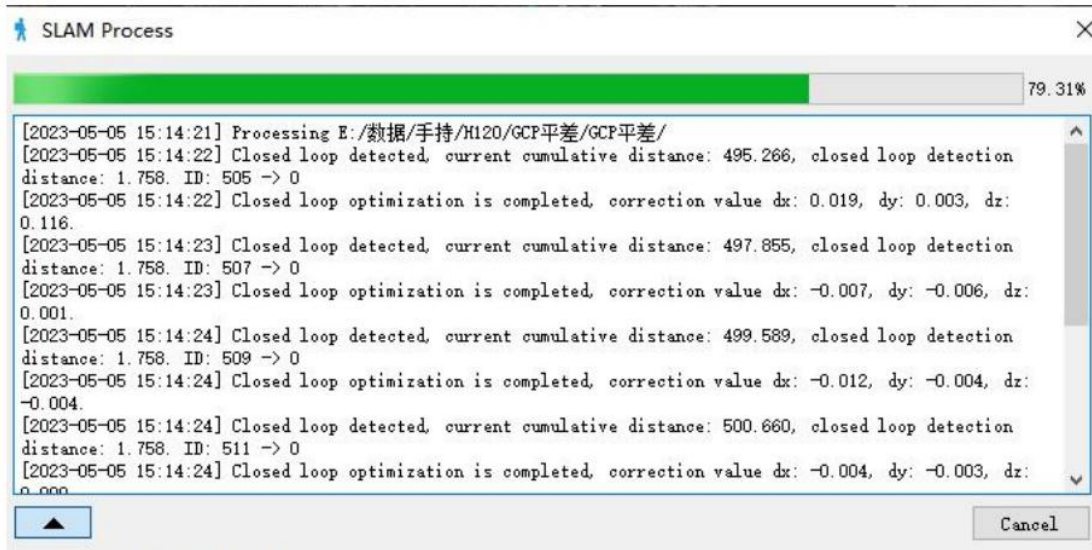 SLAM Process
79.31%
[2023-05-05 15:14:21] Processing E:/数据/手持/H120/GCP平差/GCP平差/
[2023-05-05 15:14:22] Closed loop detected, current cumulative distance: 495.266, closed loop detection
distance: 1.758. ID: 505 -> 0
[2023-05-05 15:14:22] Closed loop optimization is completed, correction value dx: 0.019, dy: 0.003, dz:
0.116.
[2023-05-05 15:14:23] Closed loop detected, current cumulative distance: 497.855, closed loop detection
distance: 1.758. ID: 507 -> 0
[2023-05-05 15:14:23] Closed loop optimization is completed, correction value dx: -0.007, dy: -0.006, dz:
0.001.
[2023-05-05 15:14:24] Closed loop detected, current cumulative distance: 499.589, closed loop detection
distance: 1.758. ID: 509 -> 0
[2023-05-05 15:14:24] Closed loop optimization is completed, correction value dx: -0.012, dy: -0.004, dz:
-0.004.
[2023-05-05 15:14:24] Closed loop detected, current cumulative distance: 500.660, closed loop detection
distance: 1.758. ID: 511 -> 0
[2023-05-05 15:14:24] Closed loop optimization is completed, correction value dx: -0.004, dy: -0.003, dz:
Cancel